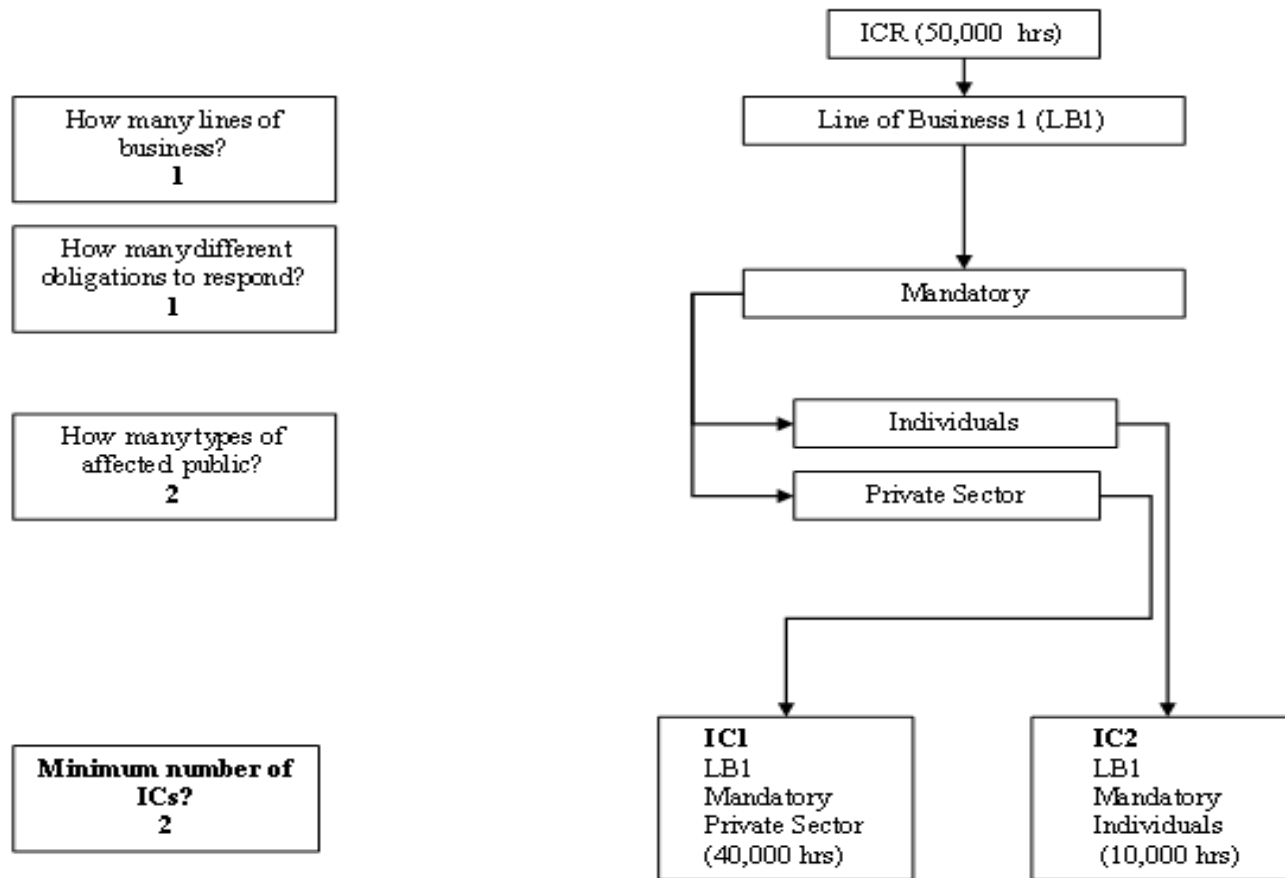 ICR (50,000 hrs)
How many lines of
business?
1
Line of Business 1 (LB1)
How many different
obligations to respond?
1
Mandatory
How many types of
affected public?
2
Individuals
Private Sector
Minimum number of
ICs?
2
IC1
LB1
Mandatory
Private Sector
(40,000 hrs)
IC2
LB1
Mandatory
Individuals
(10,000 hrs)